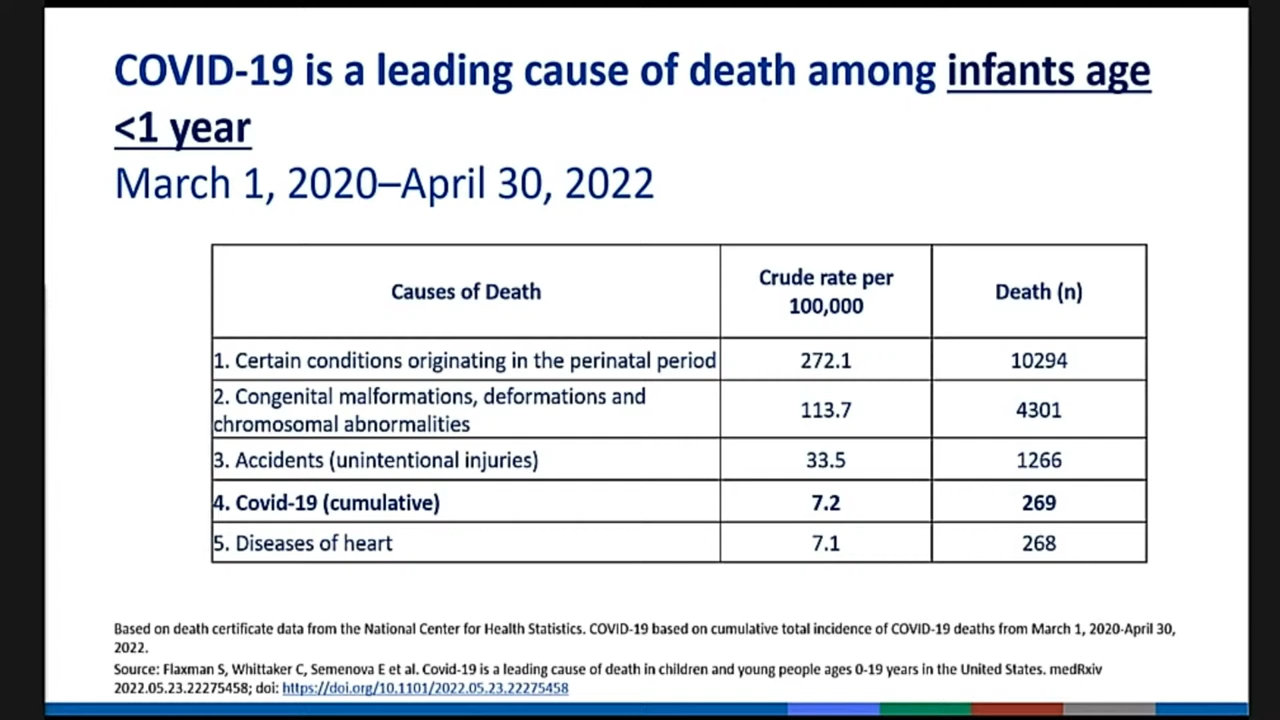 COVID-19 is a leading cause of death among infants age
<1 year
March 1, 2020–April 30, 2022
Causes of Death
Crude rate per
100,000
Death (n)
1. Certain conditions originating in the perinatal period
272.1
10294
2. Congenital malformations, deformations and
chromosomal abnormalities
113.7
4301
3. Accidents (unintentional injuries)
33.5
1266
4. Covid-19 (cumulative)
7.2
269
5. Diseases of heart
7.1
268
Based on death certificate data from the National Center for Health Statistics. COVID-19 based on cumulative total incidence of COVID-19 deaths from March 1, 2020-April 30,
2022.
Source: Flaxman S, Whittaker C, Semenova E et al. Covid-19 is a leading cause of death in children and young people ages 0-19 years in the United States. medRxiv
2022.05.23.22275458; doi: https://doi.org/10.1101/2022.05.23.22275458